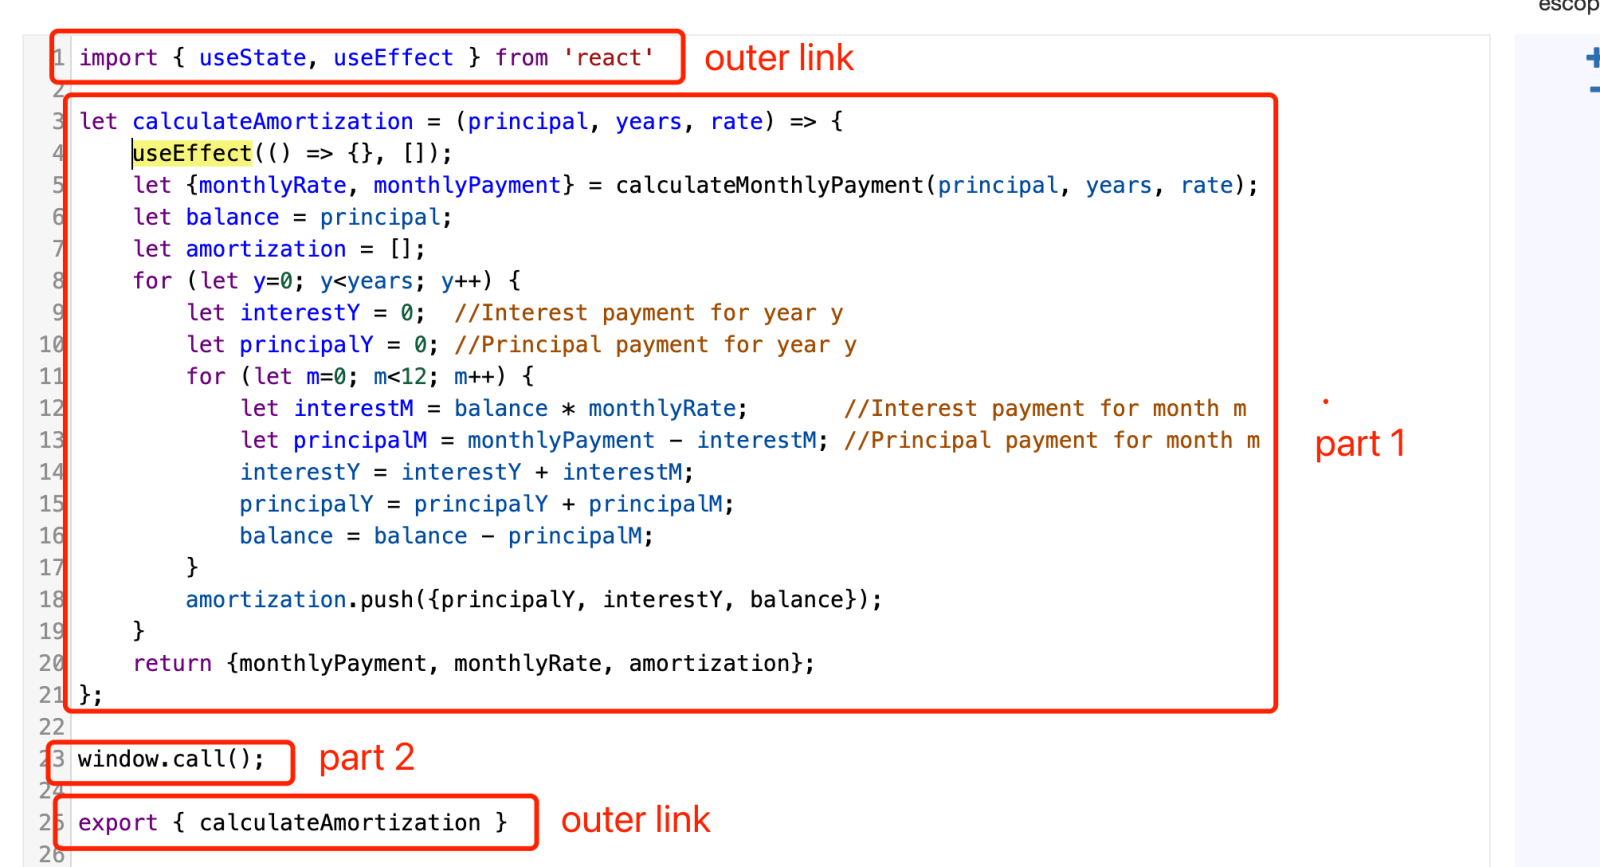 escop
1 import { useState, useEffect } from 'react' outer link
2
3 let calculateAmortization = (principal, years, rate) => {
4 useEffect(() => {}, []);
5 let {monthlyRate, monthlyPayment} = calculateMonthlyPayment(principal, years, rate);
6 let balance = principal;
7 let amortization = [];
8 for (let y=0; y<years; y++) {
9 let interestY = 0;  //Interest payment for year y
10 let principalY = 0; //Principal payment for year y
11 for (let m=0; m<12; m++) {
12 let interestM = balance * monthlyRate;       //Interest payment for month m
13 let principalM = monthlyPayment - interestM; //Principal payment for month m
part 1
14 interestY = interestY + interestM;
15 principalY = principalY + principalM;
16 balance = balance - principalM;
17 }
18 amortization.push({principalY, interestY, balance});
19 }
20 return {monthlyPayment, monthlyRate, amortization};
21 };
22
23 window.call(); part 2
24
25 export { calculateAmortization } outer link
26